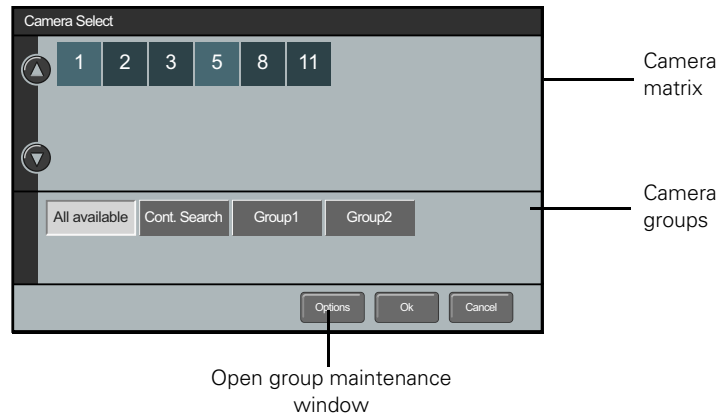 Camera Select
1 2 3 5 8 11
Camera
matrix
All available Cont. Search Group1 Group2
Camera
groups
Options Ok Cancel
Open group maintenance
window